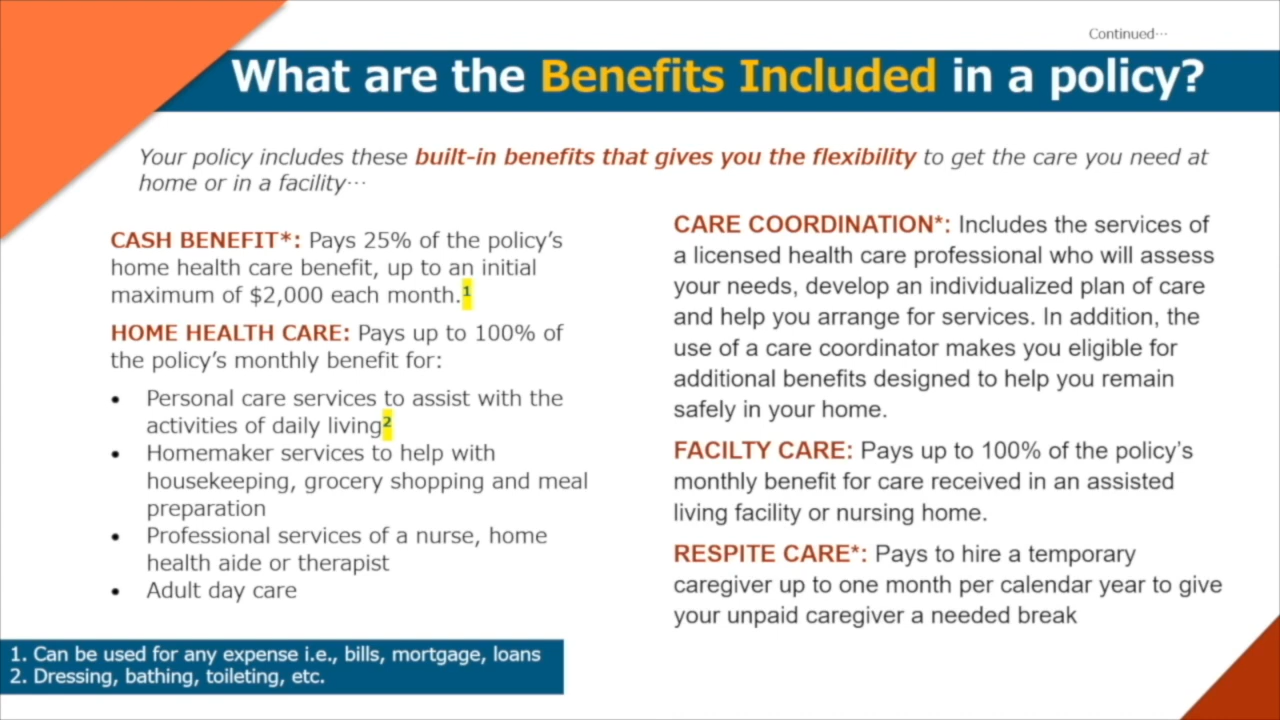 Continued…
What are the Benefits Included in a policy?
Your policy includes these built-in benefits that gives you the flexibility to get the care you need at
home or in a facility…
CASH BENEFIT*: Pays 25% of the policy's
home health care benefit, up to an initial
maximum of $2,000 each month.¹
HOME HEALTH CARE: Pays up to 100% of
the policy's monthly benefit for:
• Personal care services to assist with the
activities of daily living²
• Homemaker services to help with
housekeeping, grocery shopping and meal
preparation
• Professional services of a nurse, home
health aide or therapist
• Adult day care
CARE COORDINATION*: Includes the services of
a licensed health care professional who will assess
your needs, develop an individualized plan of care
and help you arrange for services. In addition, the
use of a care coordinator makes you eligible for
additional benefits designed to help you remain
safely in your home.
FACILTY CARE: Pays up to 100% of the policy's
monthly benefit for care received in an assisted
living facility or nursing home.
RESPITE CARE*: Pays to hire a temporary
caregiver up to one month per calendar year to give
your unpaid caregiver a needed break
1. Can be used for any expense i.e., bills, mortgage, loans
2. Dressing, bathing, toileting, etc.